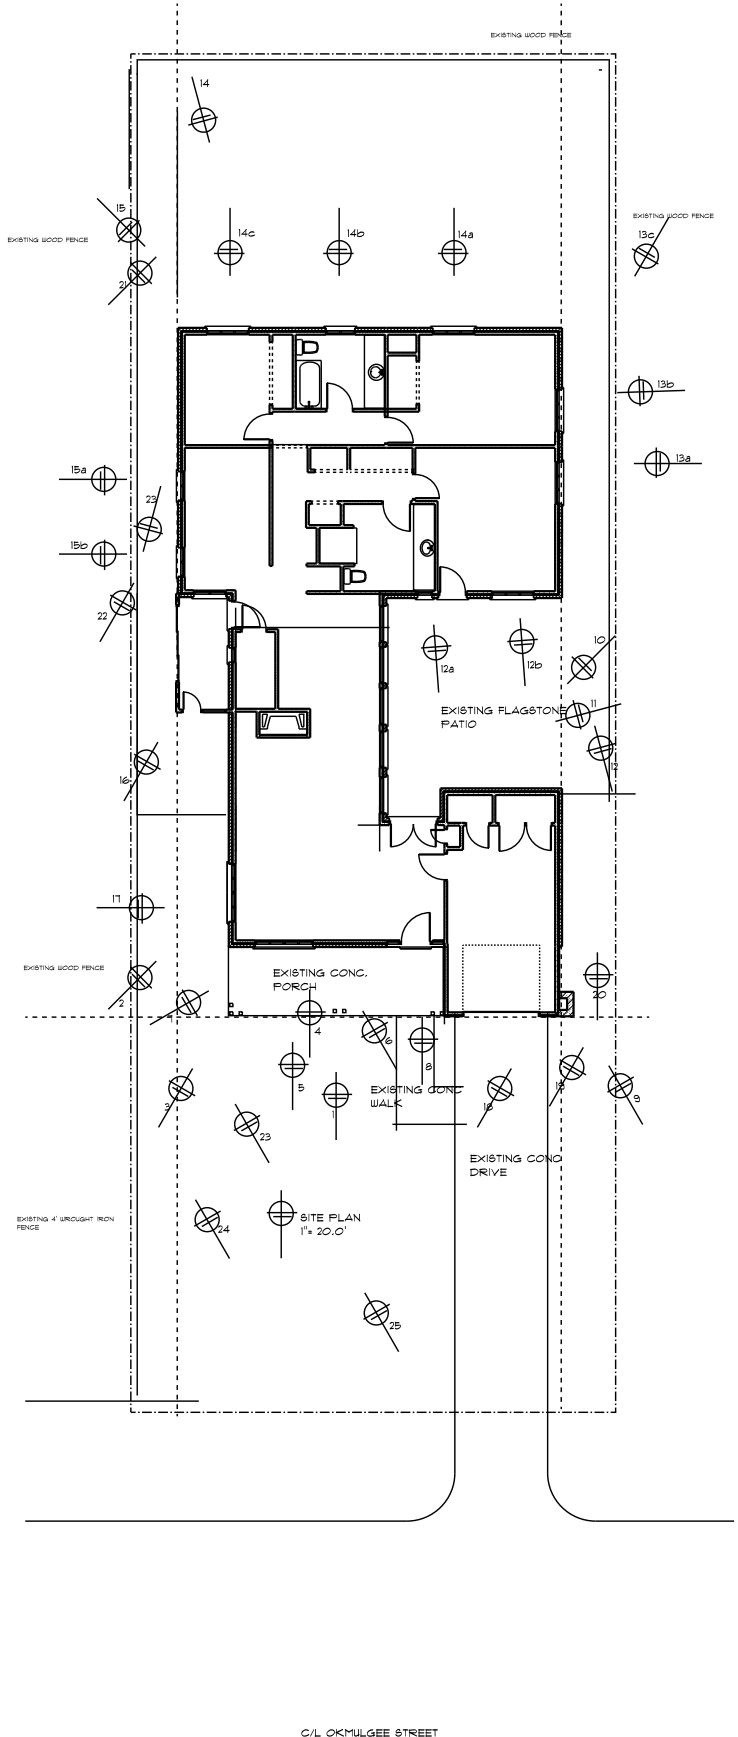 EXISTING WOOD FENCE
14
15
EXISTING WOOD FENCE
13c
EXISTING WOOD FENCE
14c
14b
14a
21
13b
15a
13a
23
15b
22
10
12a
12b
11
EXISTING FLAGSTONE
PATIO
12
16
17
EXISTING WOOD FENCE
EXISTING CONC.
PORCH
2
20
4
6
8
5
EXISTING CONC
WALK
3
1
18
9
23
EXISTING CONC
DRIVE
EXISTING 4' WROUGHT IRON
FENCE
SITE PLAN
1"= 20.0'
24
25
C/L OKMULGEE STREET